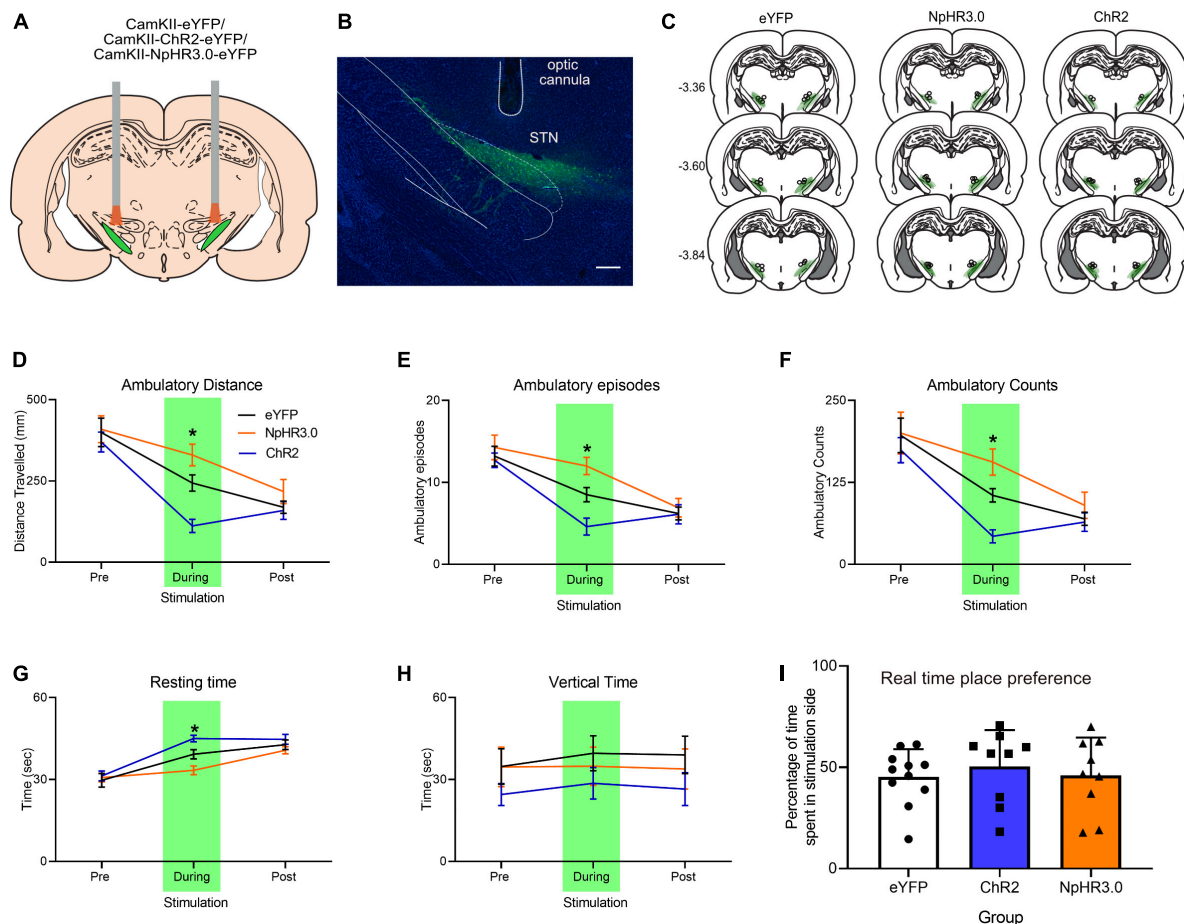 A
CamKII-eYFP/
CamKII-ChR2-eYFP/
CamKII-NpHR3.0-eYFP
B
optic
cannula
STN
C
eYFP
NpHR3.0
ChR2
-3.36
-3.60
-3.84
D
Ambulatory Distance
Distance Travelled (mm)
500
250
0
*
eYFP
NpHR3.0
ChR2
Pre
During
Post
Stimulation
E
Ambulatory episodes
Ambulatory episodes
40
20
0
*
Pre
During
Post
Stimulation
F
Ambulatory Counts
Ambulatory Counts
250
125
0
*
Pre
During
Post
Stimulation
G
Resting time
Time (sec)
60
30
0
*
Pre
During
Post
Stimulation
H
Vertical Time
Time (sec)
60
30
0
Pre
During
Post
Stimulation
I
Real time place preference
Percentage of time
spent in stimulation side
100
50
0
eYFP
ChR2
NpHR3.0
Group